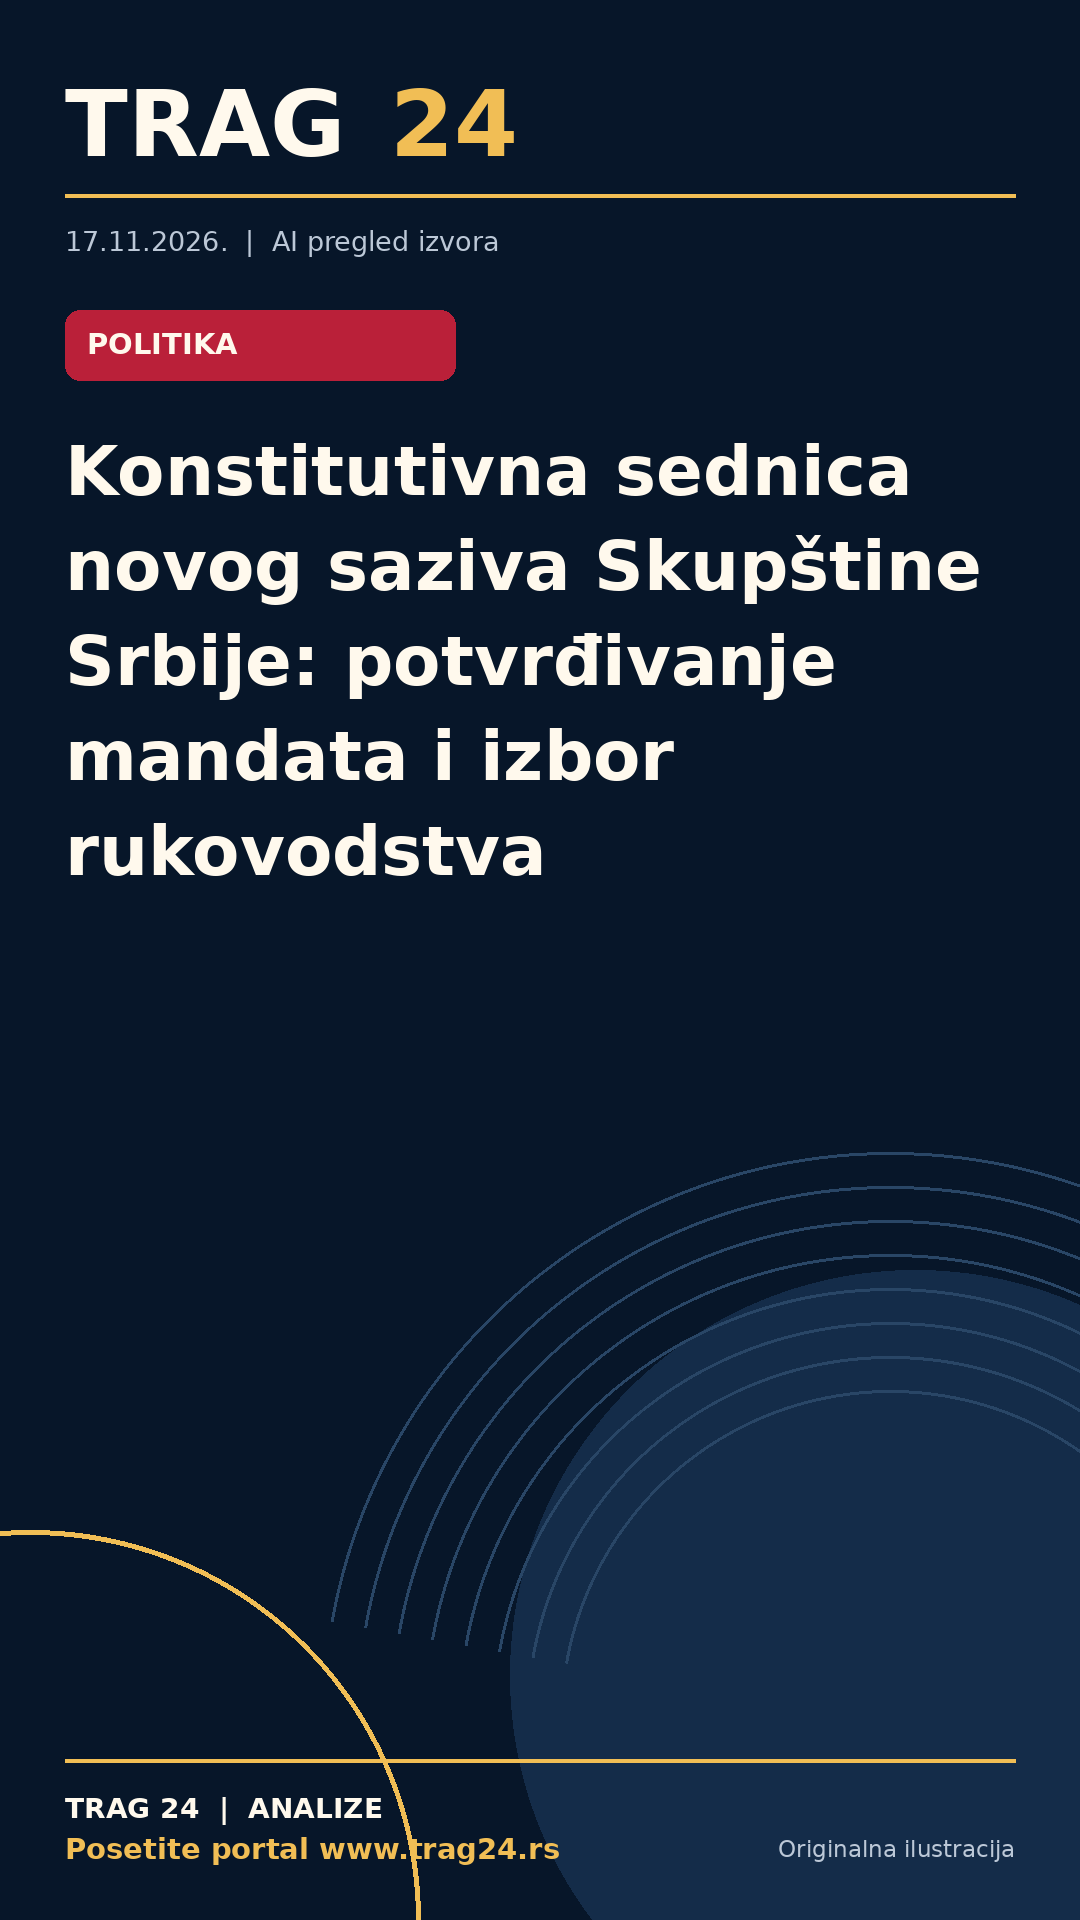 TRAG 24
17.11.2026. | AI pregled izvora
POLITIKA
Konstitutivna sednica
novog saziva Skupštine
Srbije: potvrđivanje
mandata i izbor
rukovodstva
TRAG 24 | ANALIZE
Posetite portal www.trag24.rs
Originalna ilustracija